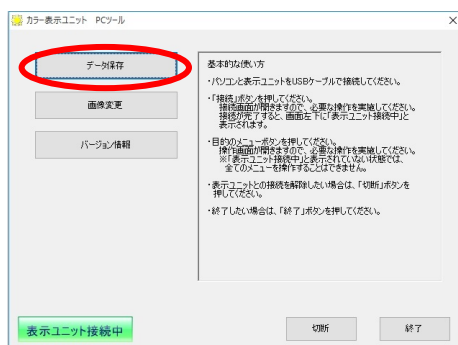 カラー表示ユニット PCツール
データ保存
画像変更
バージョン情報
基本的な使い方
・パソコンと表示ユニットをUSBケーブルで接続してください。
・「接続」ボタンを押してください。
接続画面が開きますので、必要な操作を実施してください。
接続が完了すると、画面左下に「表示ユニット接続中」と
表示されます。
・目的のメニューボタンを押してください。
操作画面が開きますので、必要な操作を実施してください。
※「表示ユニット接続中」と表示されていない状態では、
全てのメニューを操作することはできません。
・表示ユニットとの接続を解除したい場合は、「切断」ボタンを
押してください。
・終了したい場合は、「終了」ボタンを押してください。
表示ユニット接続中
切断
終了